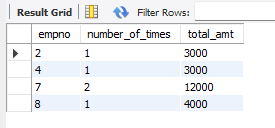 Result Grid Filter Rows:
empno number_of_times total_amt
2 1 3000
4 1 3000
7 2 12000
8 1 4000